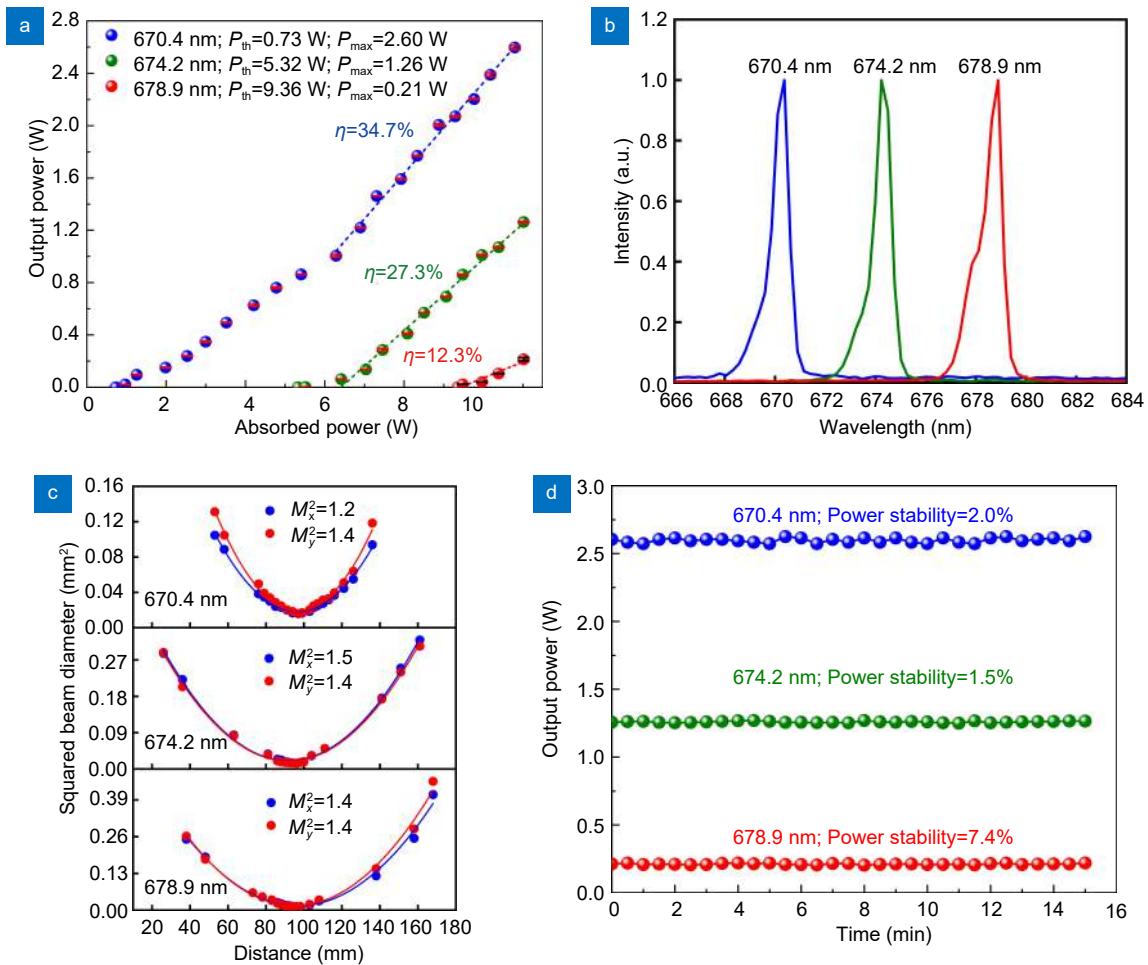 a
2.8
2.4
2.0
1.6
1.2
0.8
0.4
0.0
Output power (W)
670.4 nm; Pth=0.73 W; Pmax=2.60 W
674.2 nm; Pth=5.32 W; Pmax=1.26 W
678.9 nm; Pth=9.36 W; Pmax=0.21 W
η=34.7%
η=27.3%
η=12.3%
0 2 4 6 8 10
Absorbed power (W)
b
1.2
1.0
0.8
0.6
0.4
0.2
0.0
Intensity (a.u.)
670.4 nm 674.2 nm 678.9 nm
666 668 670 672 674 676 678 680 682 684
Wavelength (nm)
c
Squared beam diameter (mm²)
0.16
0.12
0.08
0.04
0.00
M²x=1.2
M²y=1.4
670.4 nm
0.27
0.18
0.09
0.00
M²x=1.5
M²y=1.4
674.2 nm
0.39
0.26
0.13
0.00
M²x=1.4
M²y=1.4
678.9 nm
20 40 60 80 100 120 140 160 180
Distance (mm)
d
3.0
2.5
2.0
1.5
1.0
0.5
0.0
Output power (W)
670.4 nm; Power stability=2.0%
674.2 nm; Power stability=1.5%
678.9 nm; Power stability=7.4%
0 2 4 6 8 10 12 14 16
Time (min)